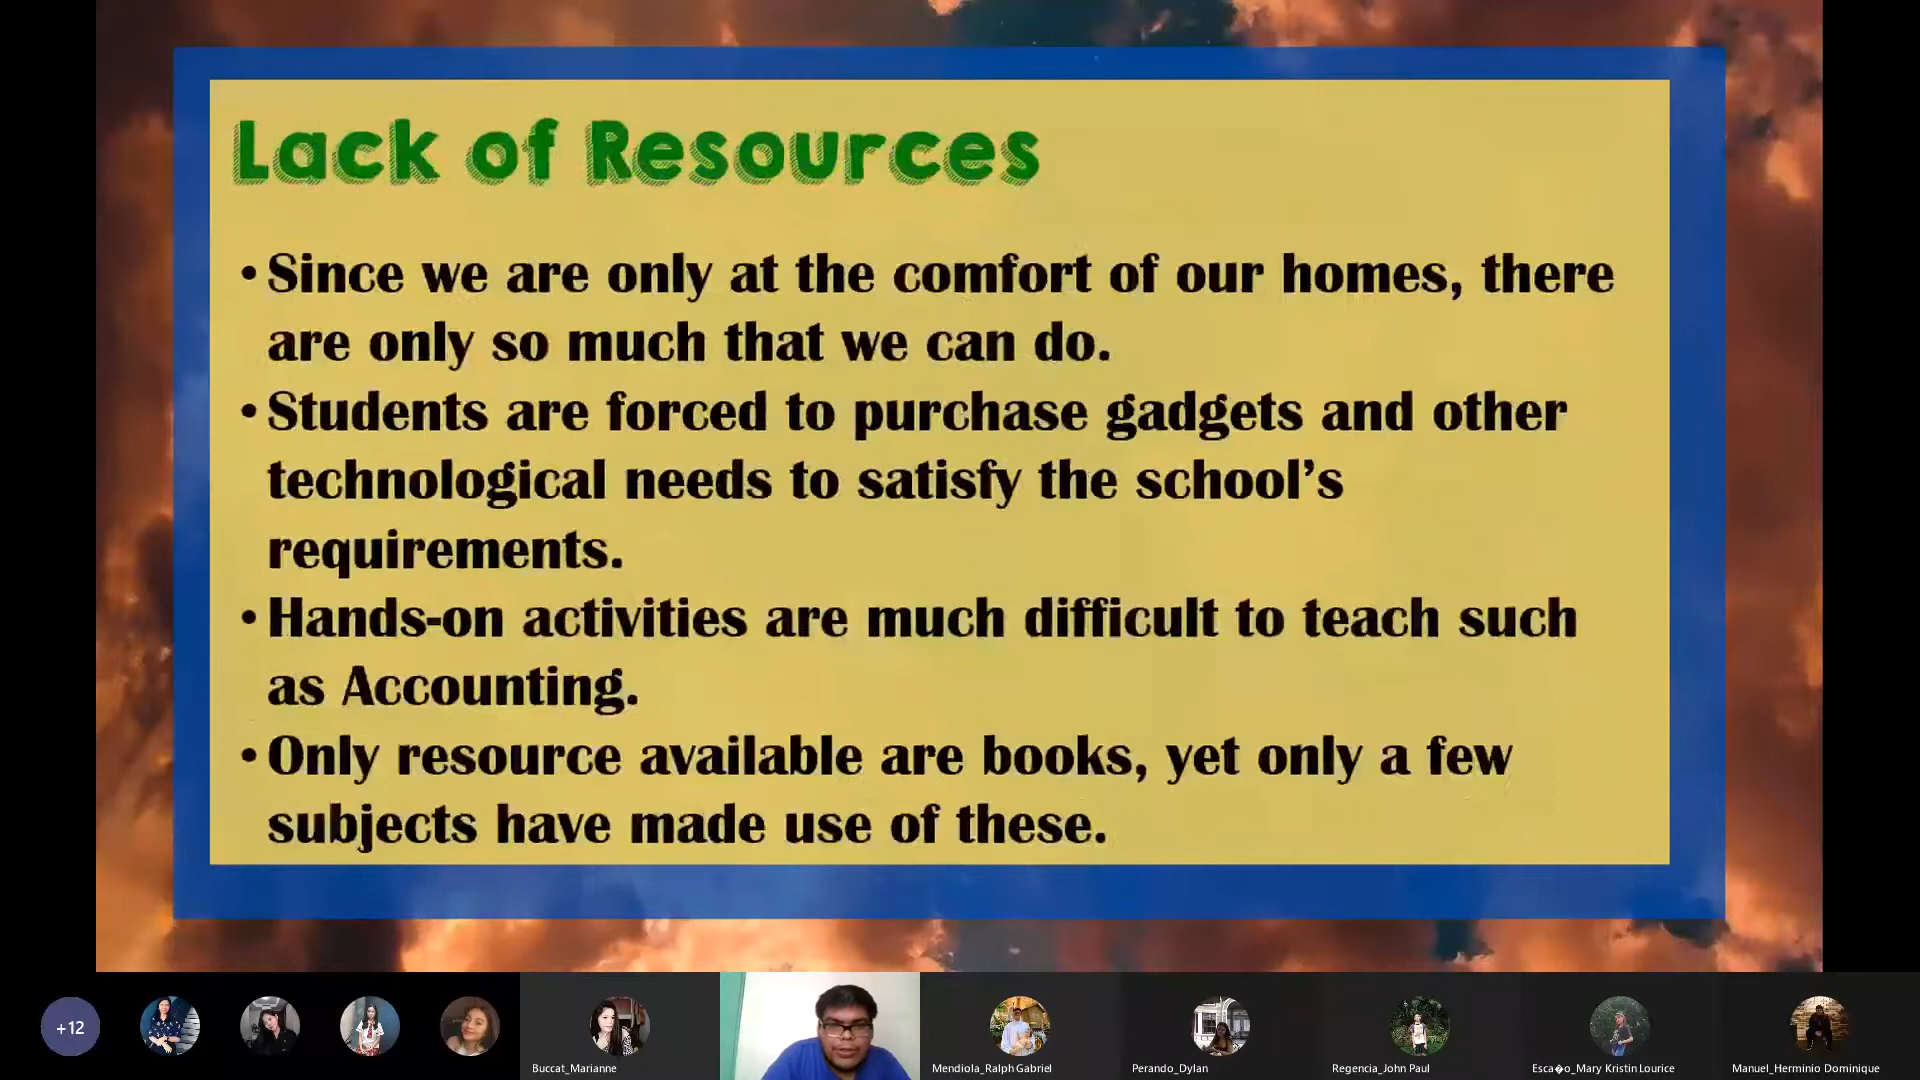 Lack of Resources
• Since we are only at the comfort of our homes, there
are only so much that we can do.
• Students are forced to purchase gadgets and other
technological needs to satisfy the school’s
requirements.
• Hands-on activities are much difficult to teach such
as Accounting.
• Only resource available are books, yet only a few
subjects have made use of these.
+12
Buccat_Marianne
Mendiola_Ralph Gabriel
Perando_Dylan
Regencia_John Paul
Esca�o_Mary Kristin Lourice
Manuel_Herminio Dominique